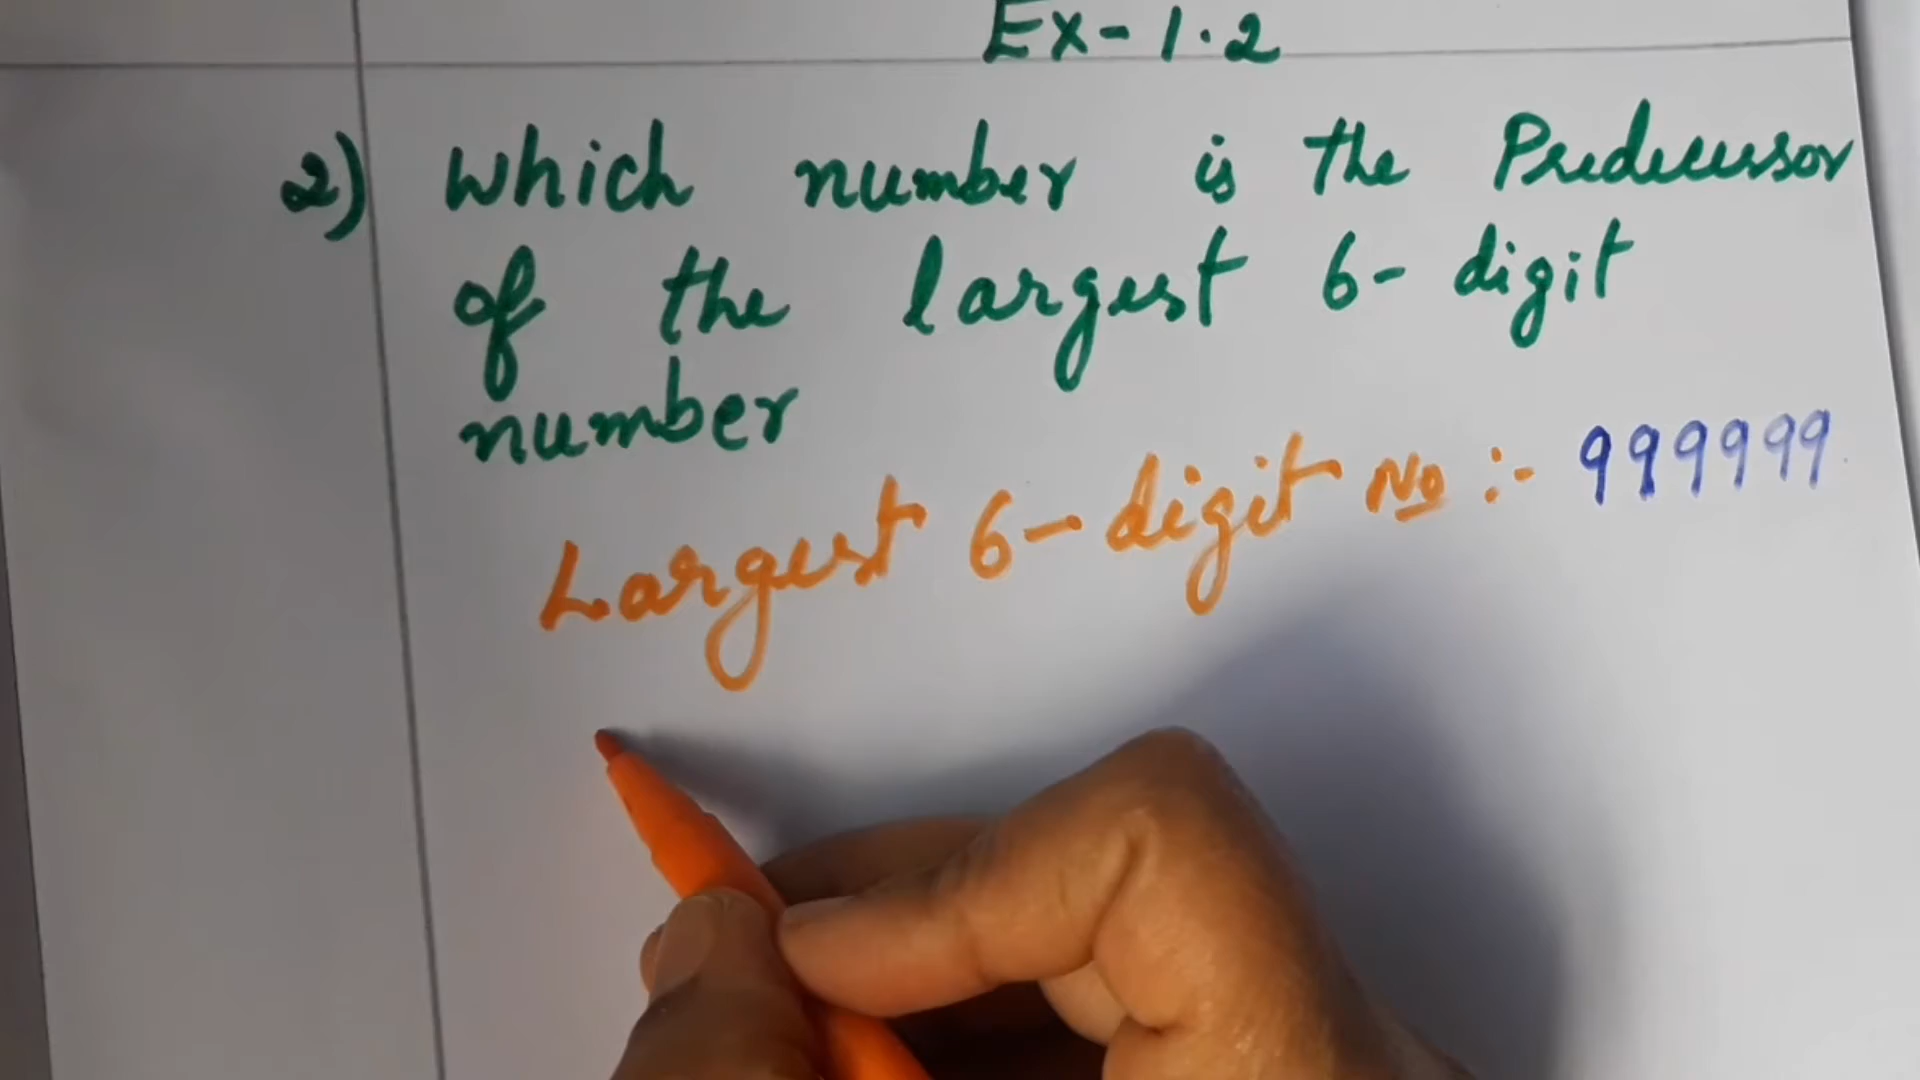 Ex-1.2
2) Which number is the Predecessor
of the largest 6-digit
number
Largest 6-digit No :- 999999